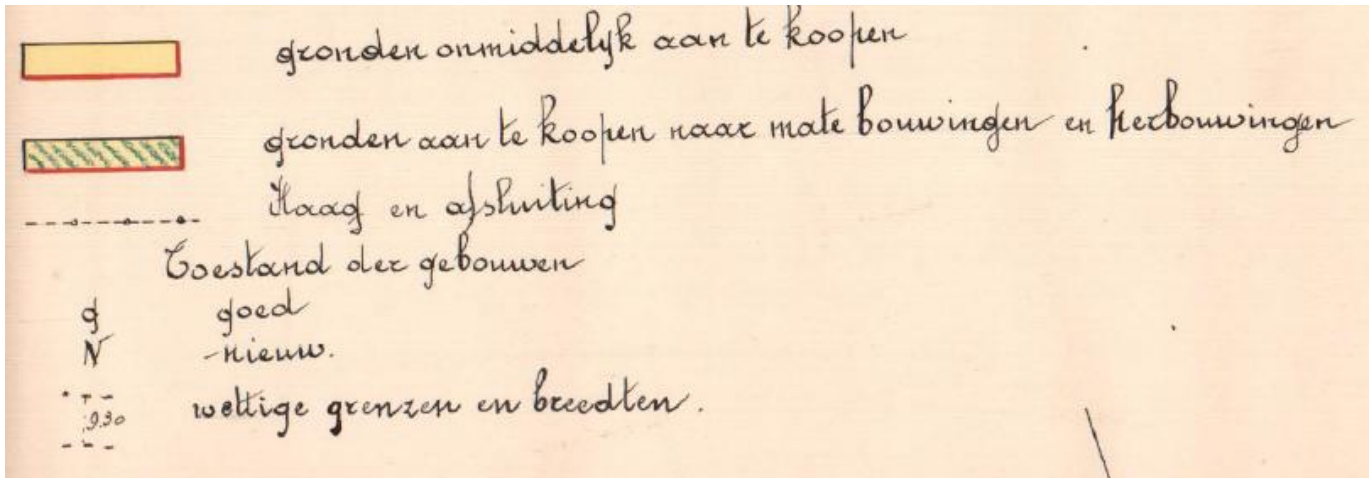 gronden onmiddelijk aan te koopen
gronden aan te koopen naar mate bouwingen en herbouwingen
Haag en afsluiting
Toestand der gebouwen
g goed
N nieuw.
9.30 wettige grenzen en breedten.